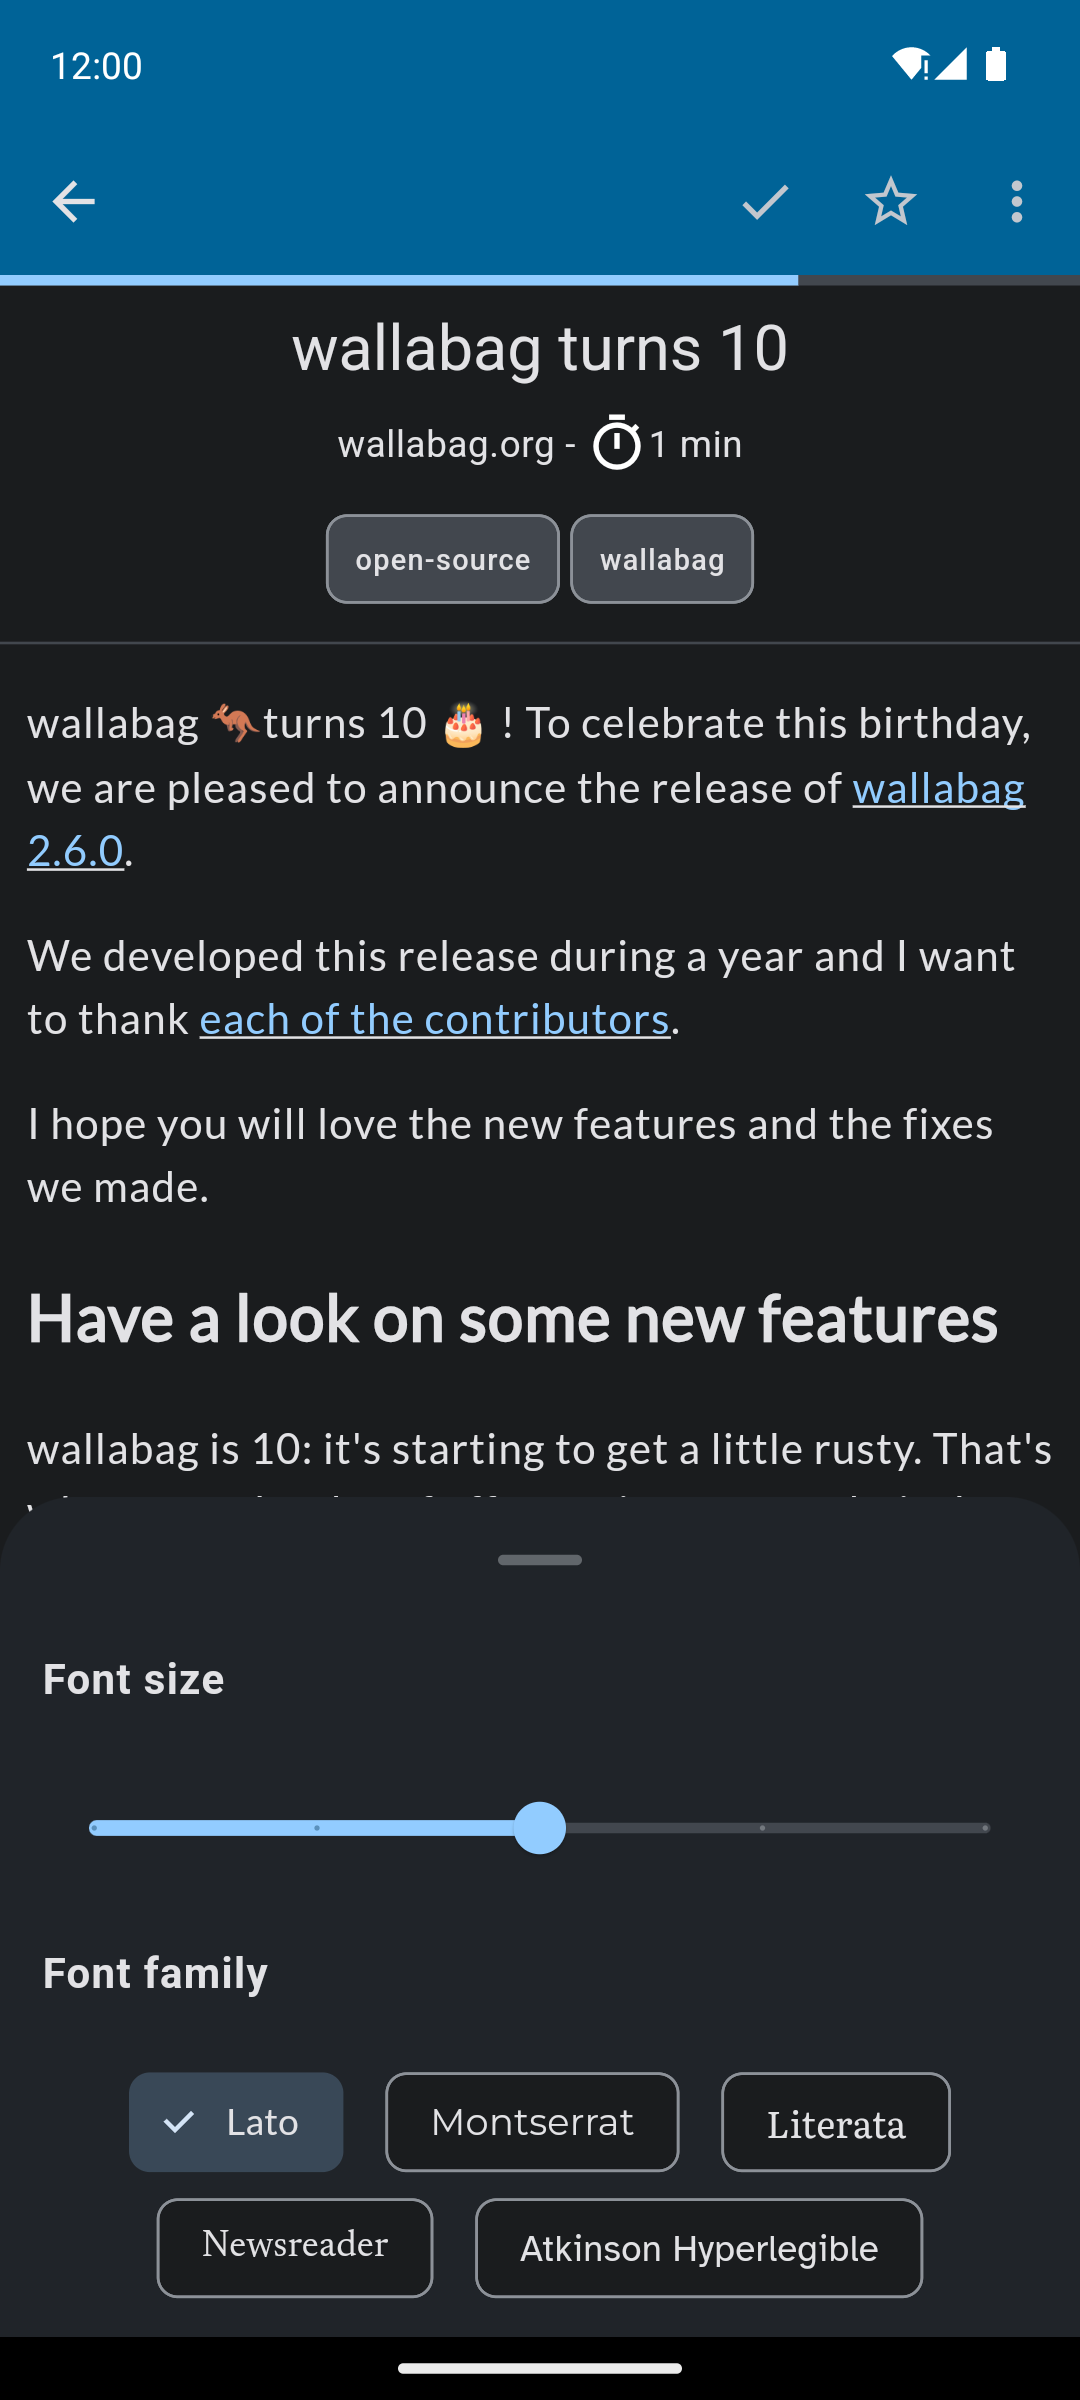 12:00
wallabag turns 10
wallabag.org - 1 min
open-source wallabag
wallabag 🦘turns 10 🎂 ! To celebrate this birthday,
we are pleased to announce the release of wallabag
2.6.0.
We developed this release during a year and I want
to thank each of the contributors.
I hope you will love the new features and the fixes
we made.
Have a look on some new features
wallabag is 10: it's starting to get a little rusty. That's
Font size
Font family
Lato Montserrat Literata
Newsreader Atkinson Hyperlegible